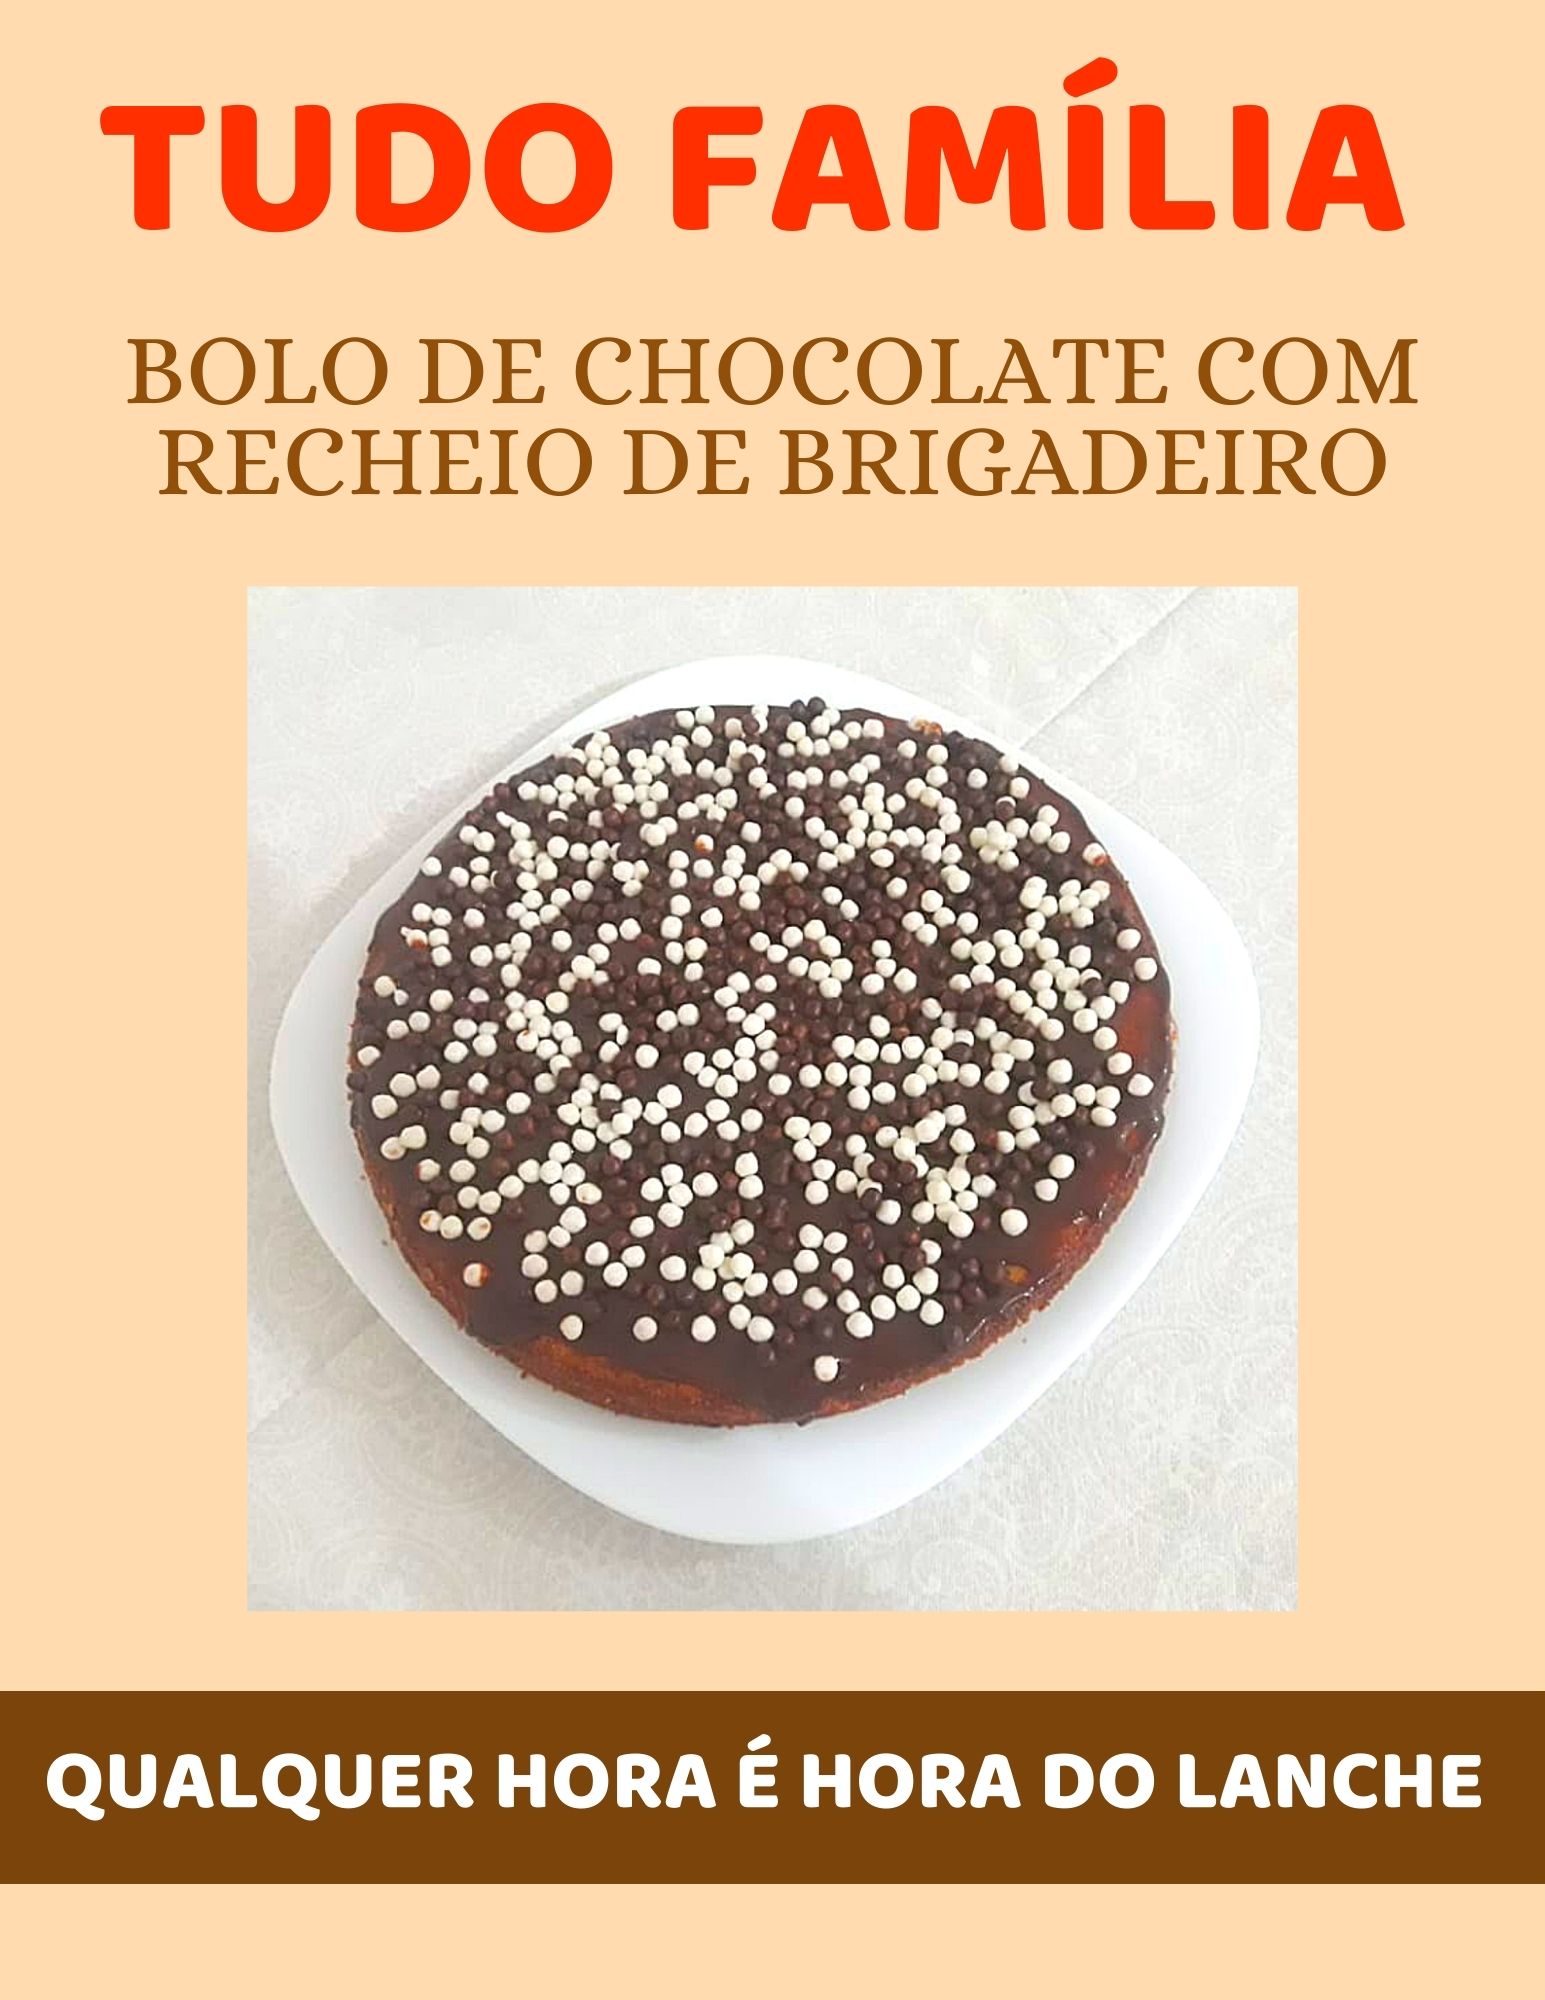 TUDO FAMÍLIA
BOLO DE CHOCOLATE COM
RECHEIO DE BRIGADEIRO
QUALQUER HORA É HORA DO LANCHE